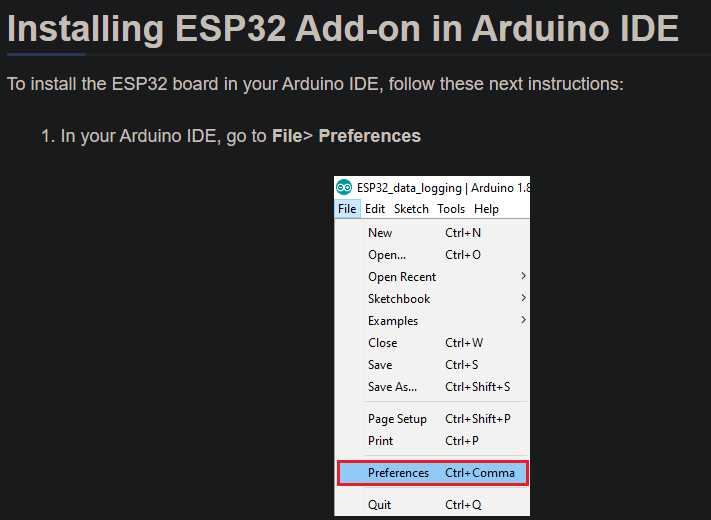 Installing ESP32 Add-on in Arduino IDE
To install the ESP32 board in your Arduino IDE, follow these next instructions:
1. In your Arduino IDE, go to File> Preferences
ESP32_data_logging | Arduino 1.8
File Edit Sketch Tools Help
New Ctrl+N
Open... Ctrl+O
Open Recent
Sketchbook
Examples
Close Ctrl+W
Save Ctrl+S
Save As... Ctrl+Shift+S
Page Setup Ctrl+Shift+P
Print Ctrl+P
Preferences Ctrl+Comma
Quit Ctrl+Q